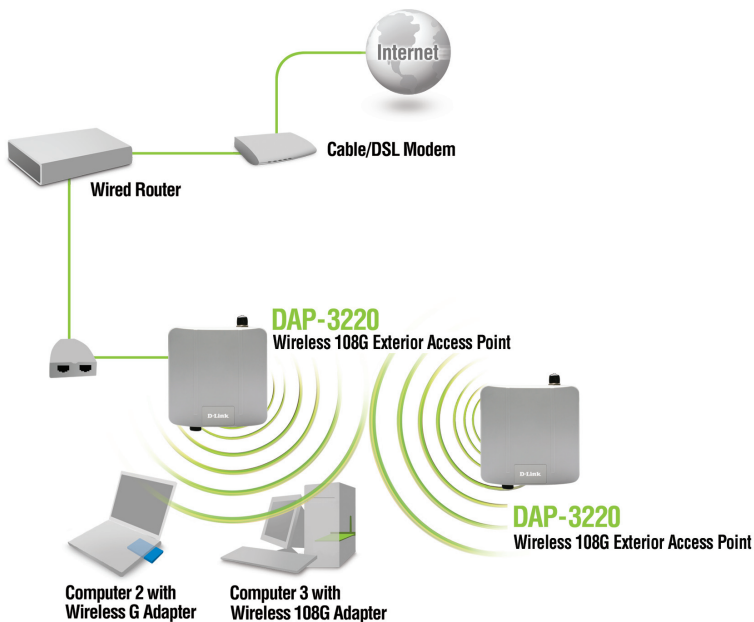 Internet
Cable/DSL Modem
Wired Router
DAP-3220
Wireless 108G Exterior Access Point
D-Link
D-Link
DAP-3220
Wireless 108G Exterior Access Point
Computer 2 with
Wireless G Adapter
Computer 3 with
Wireless 108G Adapter